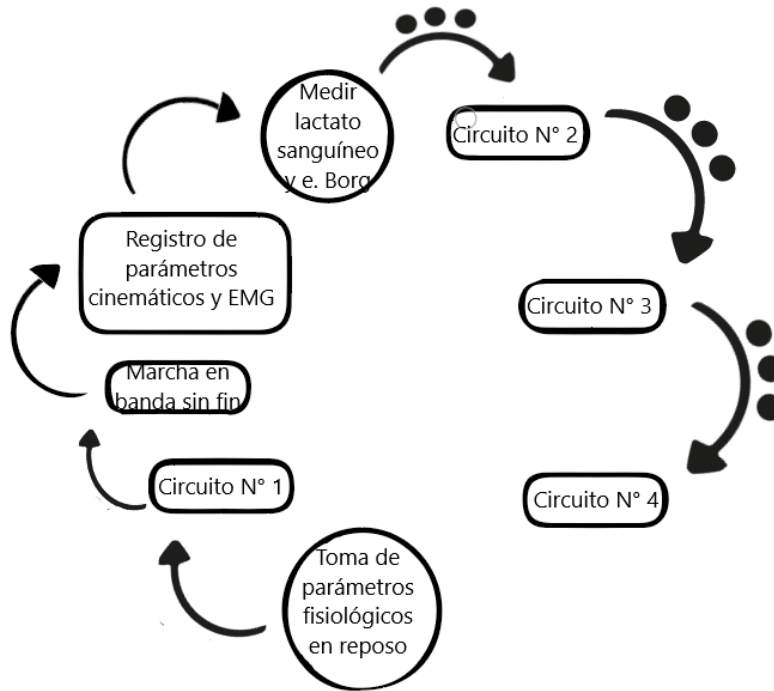 Medir
lactato
sanguíneo
y e. Borg
Circuito N° 2
Registro de
parámetros
cinemáticos y EMG
Circuito N° 3
Marcha en
banda sin fin
Circuito N° 1
Circuito N° 4
Toma de
parámetros
fisiológicos
en reposo